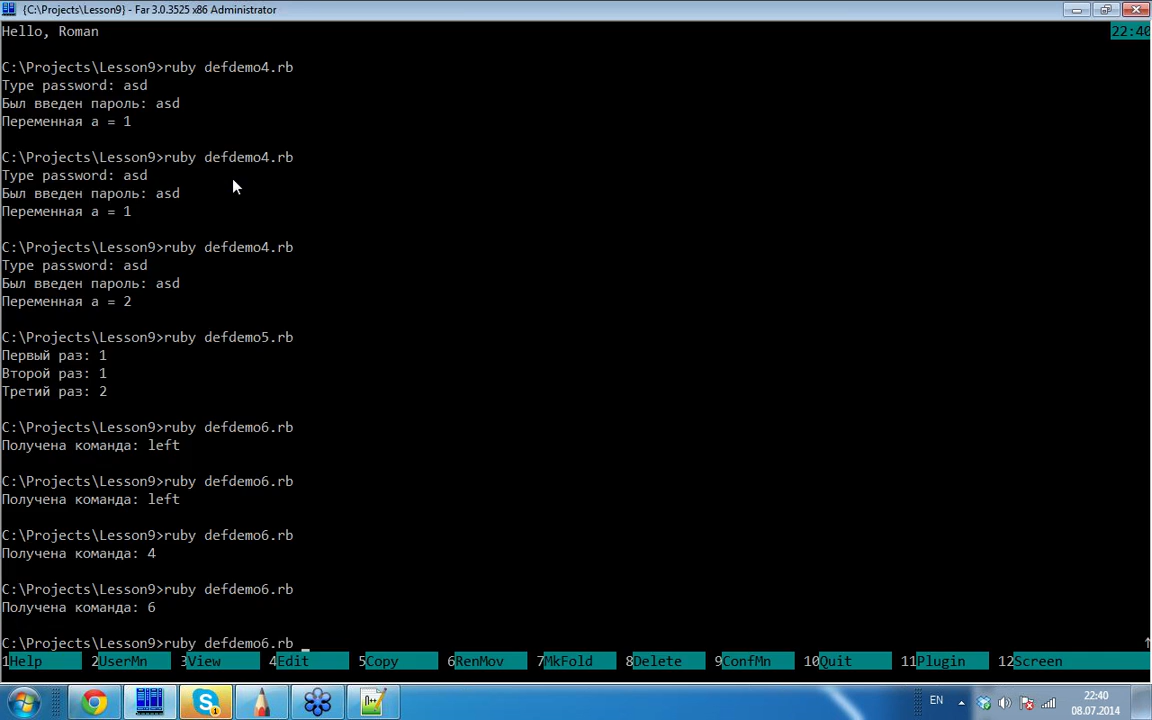 {C:\Projects\Lesson9} - Far 3.0.3525 x86 Administrator
Hello, Roman
22:40
C:\Projects\Lesson9>ruby defdemo4.rb
Type password: asd
Был введен пароль: asd
Переменная a = 1
C:\Projects\Lesson9>ruby defdemo4.rb
Type password: asd
Был введен пароль: asd
Переменная a = 1
C:\Projects\Lesson9>ruby defdemo4.rb
Type password: asd
Был введен пароль: asd
Переменная a = 2
C:\Projects\Lesson9>ruby defdemo5.rb
Первый раз: 1
Второй раз: 1
Третий раз: 2
C:\Projects\Lesson9>ruby defdemo6.rb
Получена команда: left
C:\Projects\Lesson9>ruby defdemo6.rb
Получена команда: left
C:\Projects\Lesson9>ruby defdemo6.rb
Получена команда: 4
C:\Projects\Lesson9>ruby defdemo6.rb
Получена команда: 6
C:\Projects\Lesson9>ruby defdemo6.rb
1Help 2UserMn 3View 4Edit 5Copy 6RenMov 7MkFold 8Delete 9ConfMn 10Quit 11Plugin 12Screen
EN 22:40
08.07.2014